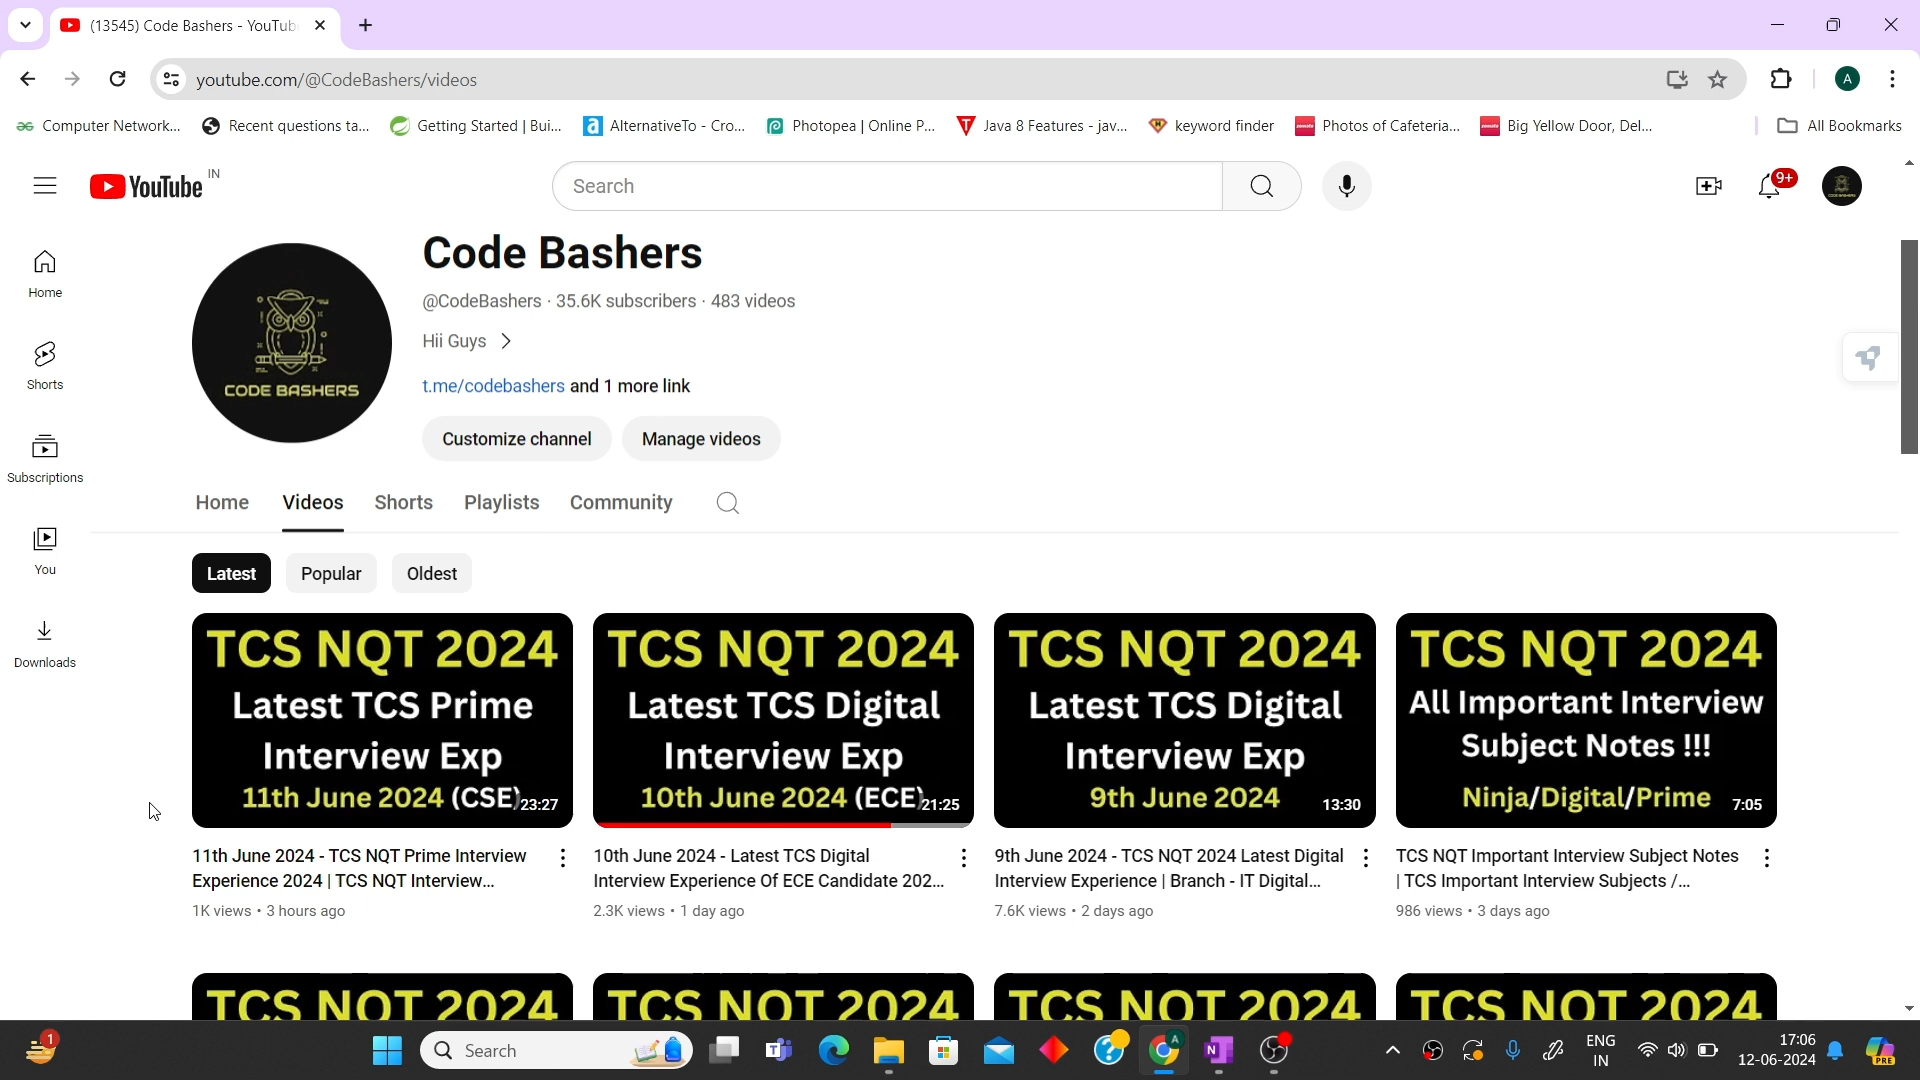 (13545) Code Bashers - YouTub
youtube.com/@CodeBashers/videos
A
Computer Network...
Recent questions ta...
Getting Started | Bui...
AlternativeTo - Cro...
Photopea | Online P...
Java 8 Features - jav...
keyword finder
Photos of Cafeteria...
Big Yellow Door, Del...
All Bookmarks
YouTube IN
Search
9+
Home
Shorts
Subscriptions
You
Downloads
CODE BASHERS
Code Bashers
@CodeBashers · 35.6K subscribers · 483 videos
Hii Guys
t.me/codebashers and 1 more link
Customize channel
Manage videos
Home
Videos
Shorts
Playlists
Community
Latest
Popular
Oldest
TCS NQT 2024
Latest TCS Prime
Interview Exp
11th June 2024 (CSE)
23:27
11th June 2024 - TCS NQT Prime Interview
Experience 2024 | TCS NQT Interview...
1K views • 3 hours ago
TCS NQT 2024
Latest TCS Digital
Interview Exp
10th June 2024 (ECE)
21:25
10th June 2024 - Latest TCS Digital
Interview Experience Of ECE Candidate 202...
2.3K views • 1 day ago
TCS NQT 2024
Latest TCS Digital
Interview Exp
9th June 2024
13:30
9th June 2024 - TCS NQT 2024 Latest Digital
Interview Experience | Branch - IT Digital...
7.6K views • 2 days ago
TCS NQT 2024
All Important Interview
Subject Notes !!!
Ninja/Digital/Prime
7:05
TCS NQT Important Interview Subject Notes
| TCS Important Interview Subjects /...
986 views • 3 days ago
TCS NQT 2024
TCS NQT 2024
TCS NQT 2024
TCS NQT 2024
1
Search
A
ENG
IN
17:06
12-06-2024
PRE